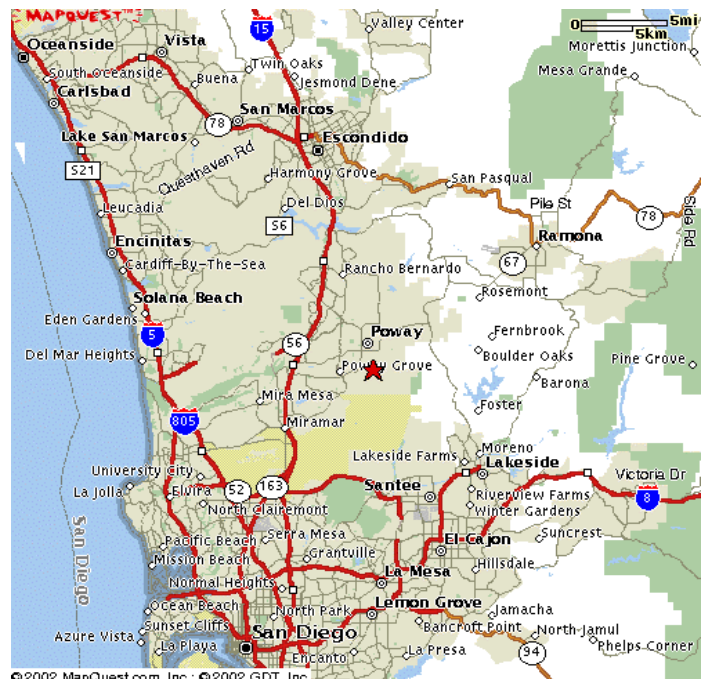 MAPQUEST
15
Valley Center
0 5mi
5km
Oceanside
Vista
Morettis Junction
Twin Oaks
South Oceanside
Buena
Jesmond Dene
Mesa Grande
Carlsbad
San Marcos
78
Lake San Marcos
Escondido
S21
Questhaven Rd
Harmony Grove
San Pasqual
Leucadia
Del Dios
Pile St
Side Rd
S6
78
Encinitas
Ramona
Cardiff-By-The-Sea
Rancho Bernardo
67
Solana Beach
Rosemont
Eden Gardens
5
56
Poway
Fernbrook
Del Mar Heights
Boulder Oaks
Pine Grove
Poway Grove
Barona
Mira Mesa
Foster
805
Miramar
Moreno
Lakeside Farms
University City
Lakeside
Victoria Dr
La Jolla
Elvira
52
163
Santee
Riverview Farms
8
North Clairemont
Winter Gardens
Pacific Beach
Serra Mesa
El Cajon
Suncrest
San Diego
Mission Beach
Grantville
Hillsdale
Normal Heights
La Mesa
Ocean Beach
North Park
Lemon Grove
Jamacha
Sunset Cliffs
Bancroft Point
North Jamul
Azure Vista
San Diego
Phelps Corner
La Playa
Encanto
La Presa
94
©2002 MapQuest.com, Inc.; ©2002 GDT, Inc.